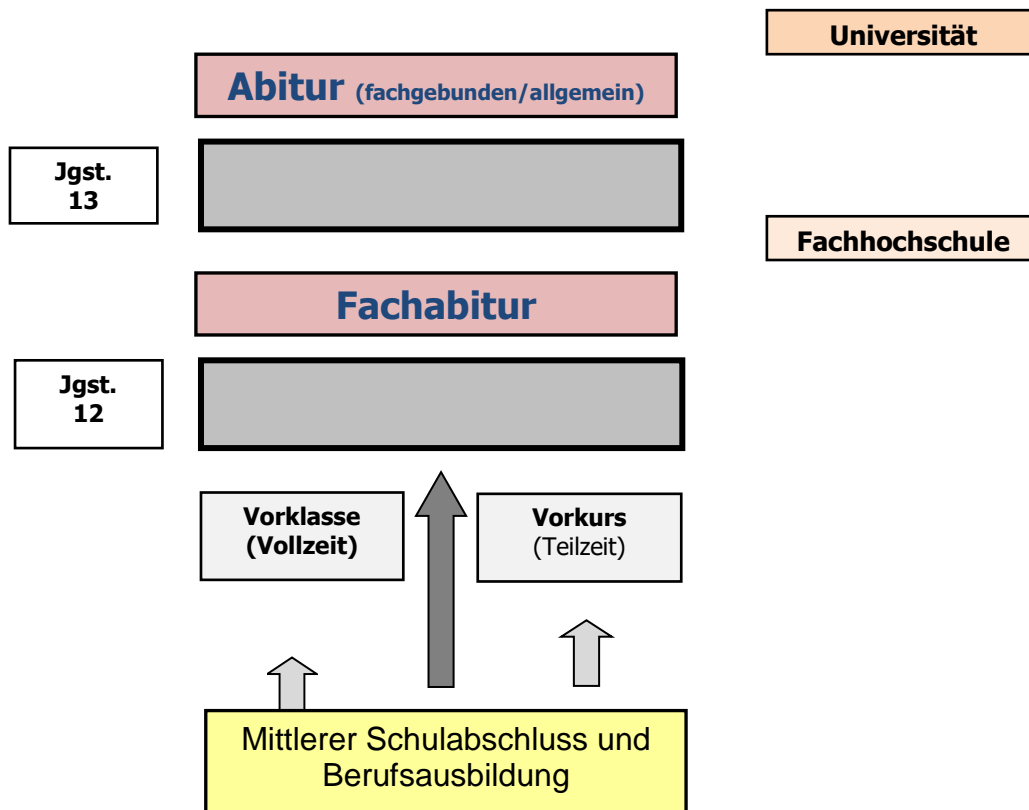 Universität
Abitur (fachgebunden/allgemein)
Jgst.
13
Fachhochschule
Fachabitur
Jgst.
12
Vorklasse
(Vollzeit)
Vorkurs
(Teilzeit)
Mittlerer Schulabschluss und
Berufsausbildung